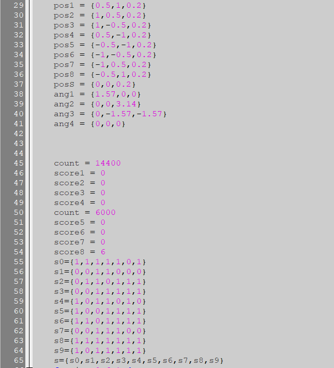 29 pos1 = {0.5,1,0.2}
30 pos2 = {1,0.5,0.2}
31 pos3 = {1,-0.5,0.2}
32 pos4 = {0.5,-1,0.2}
33 pos5 = {-0.5,-1,0.2}
34 pos6 = {-1,-0.5,0.2}
35 pos7 = {-1,0.5,0.2}
36 pos8 = {-0.5,1,0.2}
37 pos8 = {0,0,0.2}
38 ang1 = {1.57,0,0}
39 ang2 = {0,0,3.14}
40 ang3 = {0,-1.57,-1.57}
41 ang4 = {0,0,0}
42
43
44
45 count = 14400
46 score1 = 0
47 score2 = 0
48 score3 = 0
49 score4 = 0
50 count = 6000
51 score5 = 0
52 score6 = 0
53 score7 = 0
54 score8 = 6
55 s0={1,1,1,1,1,0,1}
56 s1={0,0,1,1,0,0,0}
57 s2={0,1,1,0,1,1,1}
58 s3={0,0,1,1,1,1,1}
59 s4={1,0,1,1,0,1,0}
60 s5={1,0,0,1,1,1,1}
61 s6={1,1,0,1,1,1,1}
62 s7={0,0,1,1,1,0,0}
63 s8={1,1,1,1,1,1,1}
64 s9={1,0,1,1,1,1,1}
65 s={s0,s1,s2,s3,s4,s5,s6,s7,s8,s9}